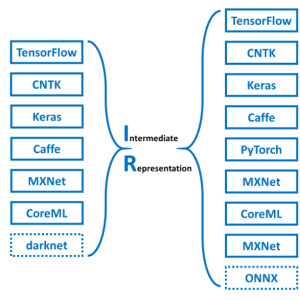 TensorFlow
CNTK
Keras
Caffe
MXNet
CoreML
darknet
Intermediate
Representation
TensorFlow
CNTK
Keras
Caffe
PyTorch
MXNet
CoreML
MXNet
ONNX